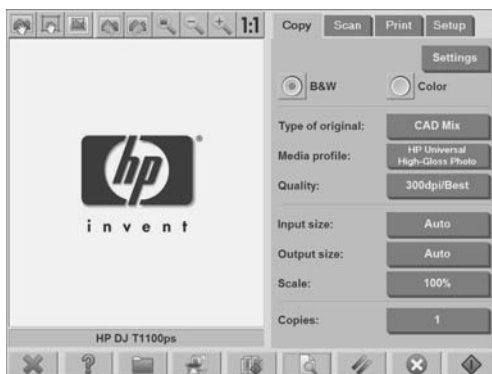 1:1
Copy Scan Print Setup
Settings
B&W Color
Type of original: CAD Mix
Media profile: HP Universal
High-Gloss Photo
Quality: 300dpi/Best
hp
invent
Input size: Auto
Output size: Auto
Scale: 100%
Copies: 1
HP DJ T1100ps